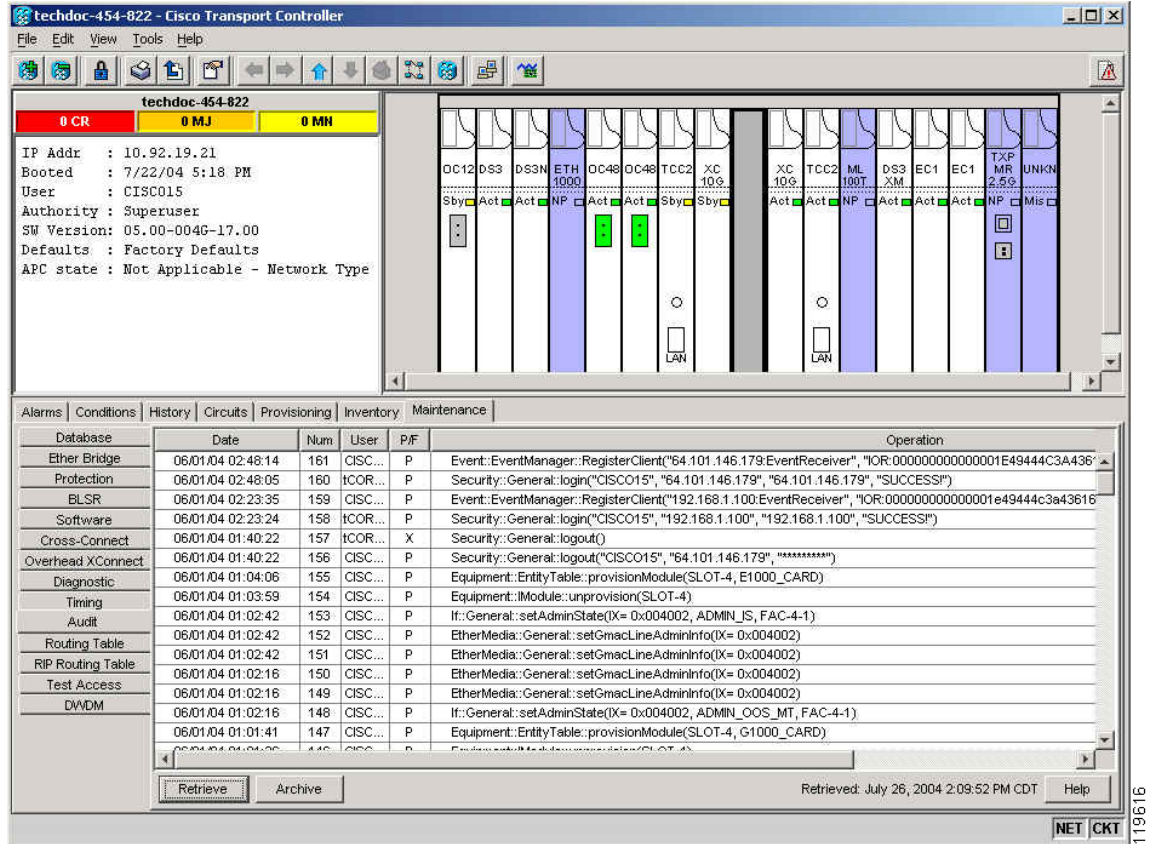 techdoc-454-822 - Cisco Transport Controller
File Edit View Tools Help
techdoc-454-822
0 CR 0 MJ 0 MN
IP Addr : 10.92.19.21
Booted : 7/22/04 5:18 PM
User : CISCO15
Authority : Superuser
SW Version: 05.00-004G-17.00
Defaults : Factory Defaults
APC state : Not Applicable - Network Type
OC12 DS3 DS3N ETH 1000 OC48 OC48 TCC2 XC 10G XC 10G TCC2 ML 100T DS3 XM EC1 EC1 TXP MR 2.5G UNKN
Sby Act Act NP Act Act Sby Sby Act Act NP Act Act Act NP Mis
LAN LAN
Alarms Conditions History Circuits Provisioning Inventory Maintenance
Database
Ether Bridge
Protection
BLSR
Software
Cross-Connect
Overhead XConnect
Diagnostic
Timing
Audit
Routing Table
RIP Routing Table
Test Access
DWDM
Date Num User P/F Operation
06/01/04 02:48:14 161 CISC... P Event::EventManager::RegisterClient("64.101.146.179:EventReceiver", "IOR:000000000000001E49444C3A436
06/01/04 02:48:05 160 tCOR... P Security::General::login("CISCO15", "64.101.146.179", "64.101.146.179", "SUCCESS!")
06/01/04 02:23:35 159 CISC... P Event::EventManager::RegisterClient("192.168.1.100:EventReceiver", "IOR:000000000000001e49444c3a43616
06/01/04 02:23:24 158 tCOR... P Security::General::login("CISCO15", "192.168.1.100", "192.168.1.100", "SUCCESS!")
06/01/04 01:40:22 157 tCOR... X Security::General::logout()
06/01/04 01:40:22 156 CISC... P Security::General::logout("CISCO15", "64.101.146.179", "*********")
06/01/04 01:04:06 155 CISC... P Equipment::EntityTable::provisionModule(SLOT-4, E1000_CARD)
06/01/04 01:03:59 154 CISC... P Equipment::IModule::unprovision(SLOT-4)
06/01/04 01:02:42 153 CISC... P If::General::setAdminState(IX= 0x004002, ADMIN_IS, FAC-4-1)
06/01/04 01:02:42 152 CISC... P EtherMedia::General::setGmacLineAdminInfo(IX= 0x004002)
06/01/04 01:02:42 151 CISC... P EtherMedia::General::setGmacLineAdminInfo(IX= 0x004002)
06/01/04 01:02:16 150 CISC... P EtherMedia::General::setGmacLineAdminInfo(IX= 0x004002)
06/01/04 01:02:16 149 CISC... P EtherMedia::General::setGmacLineAdminInfo(IX= 0x004002)
06/01/04 01:02:16 148 CISC... P If::General::setAdminState(IX= 0x004002, ADMIN_OOS_MT, FAC-4-1)
06/01/04 01:01:41 147 CISC... P Equipment::EntityTable::provisionModule(SLOT-4, G1000_CARD)
Retrieve Archive Retrieved: July 26, 2004 2:09:52 PM CDT Help
NET CKT
119616